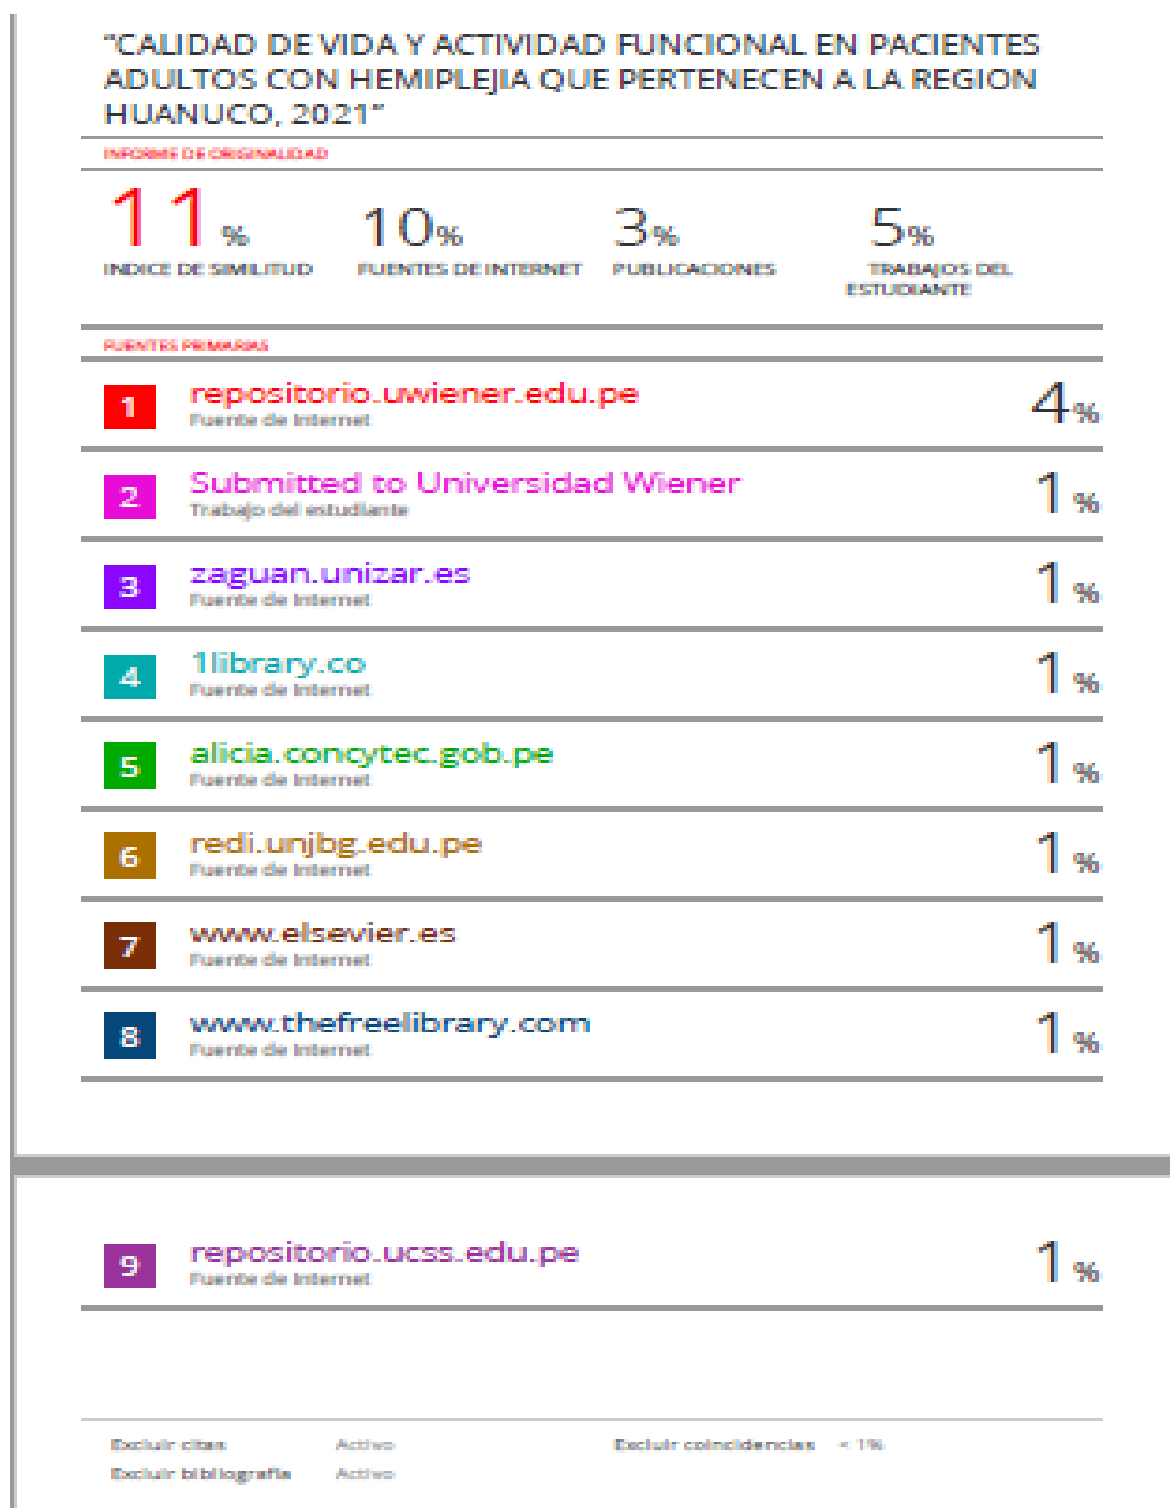 "CALIDAD DE VIDA Y ACTIVIDAD FUNCIONAL EN PACIENTES
ADULTOS CON HEMIPLEJIA QUE PERTENECEN A LA REGION
HUANUCO, 2021"
INFORME DE ORIGINALIDAD
11% 10% 3% 5%
INDICE DE SIMILITUD FUENTES DE INTERNET PUBLICACIONES TRABAJOS DEL
ESTUDIANTE
FUENTES PRIMARIAS
1 repositorio.uwiener.edu.pe 4%
Fuente de Internet
2 Submitted to Universidad Wiener 1%
Trabajo del estudiante
3 zaguan.unizar.es 1%
Fuente de Internet
4 1library.co 1%
Fuente de Internet
5 alicia.concytec.gob.pe 1%
Fuente de Internet
6 redi.unjbg.edu.pe 1%
Fuente de Internet
7 www.elsevier.es 1%
Fuente de Internet
8 www.thefreelibrary.com 1%
Fuente de Internet
9 repositorio.ucss.edu.pe 1%
Fuente de Internet
Excluir citas Activo Excluir coincidencias < 1%
Excluir bibliografía Activo